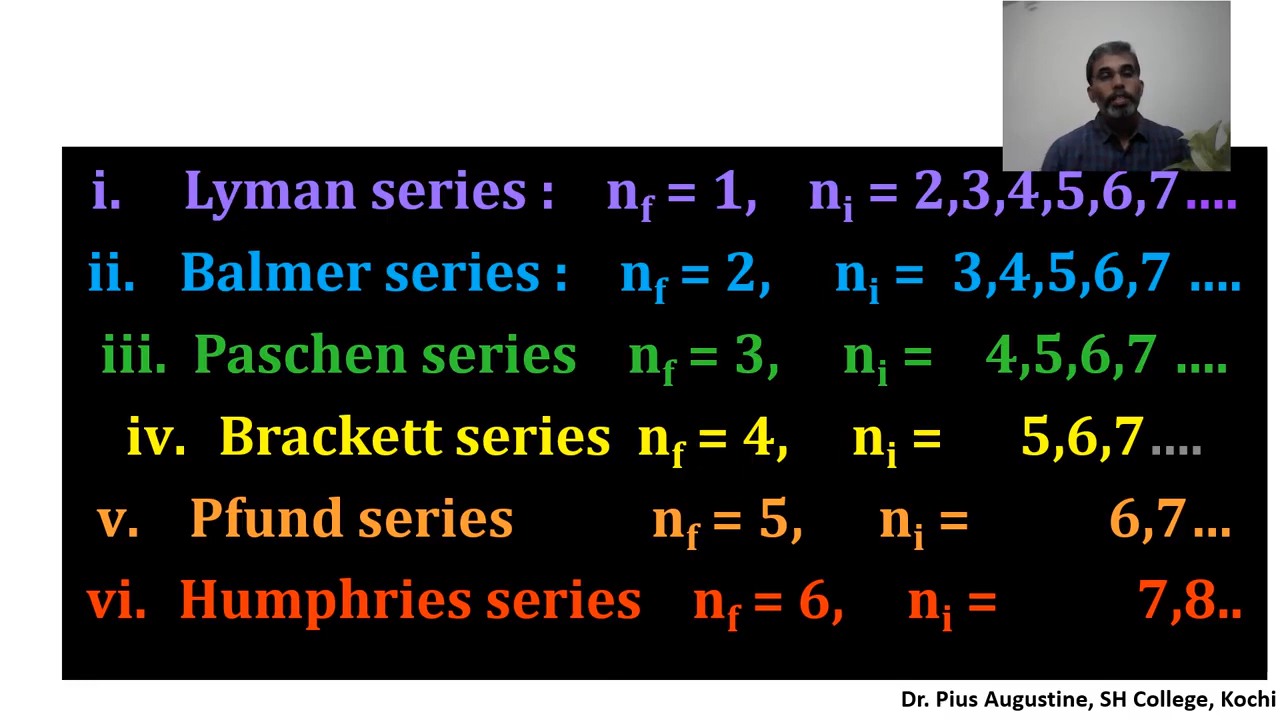 i. Lyman series : nf = 1, ni = 2,3,4,5,6,7....
ii. Balmer series : nf = 2, ni = 3,4,5,6,7 ....
iii. Paschen series nf = 3, ni = 4,5,6,7 ....
iv. Brackett series nf = 4, ni = 5,6,7....
v. Pfund series nf = 5, ni = 6,7...
vi. Humphries series nf = 6, ni = 7,8..
Dr. Pius Augustine, SH College, Kochi